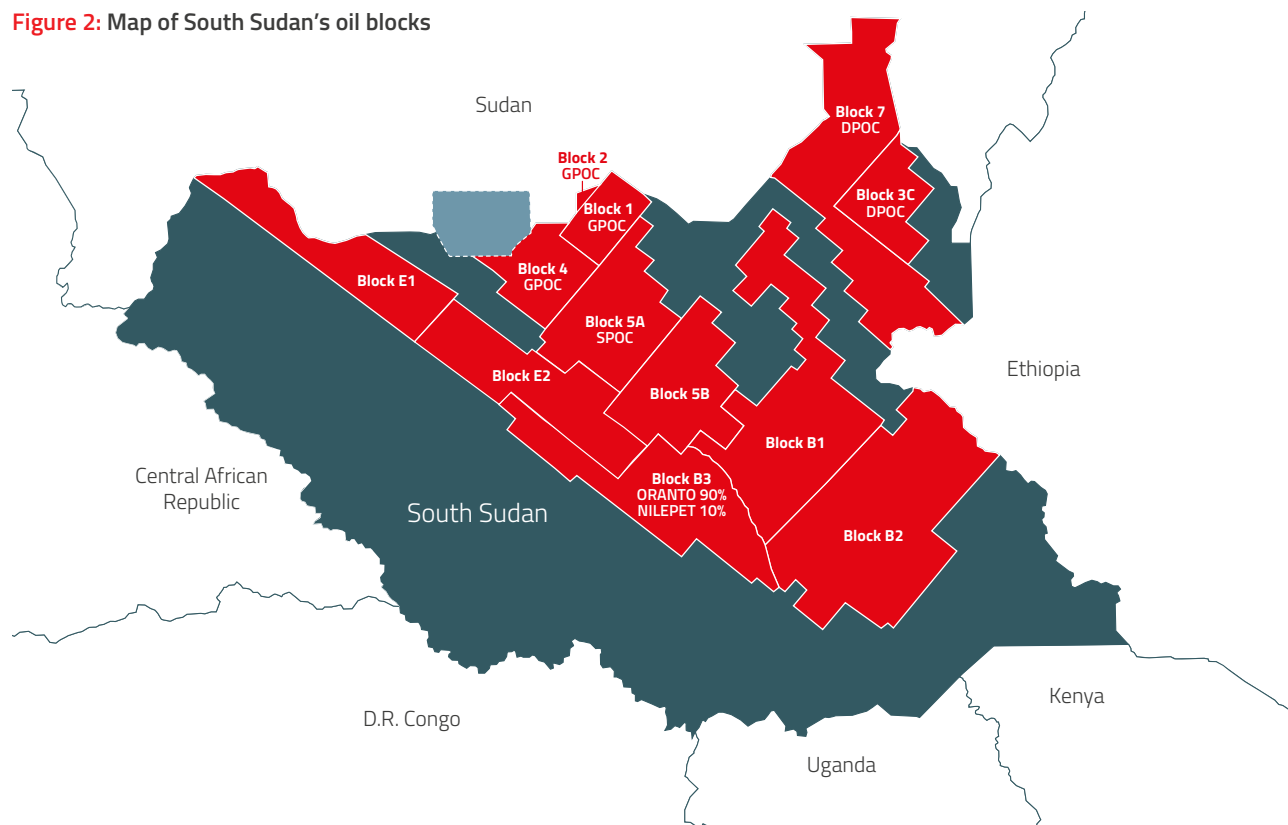 Figure 2: Map of South Sudan’s oil blocks
Sudan
Block 7
DPOC
Block 2
GPOC
Block 3C
DPOC
Block 1
GPOC
Block 4
GPOC
Block E1
Block 5A
SPOC
Ethiopia
Block E2
Block 5B
Block B1
Central African
Republic
Block B3
ORANTO 90%
NILEPET 10%
South Sudan
Block B2
Kenya
D.R. Congo
Uganda